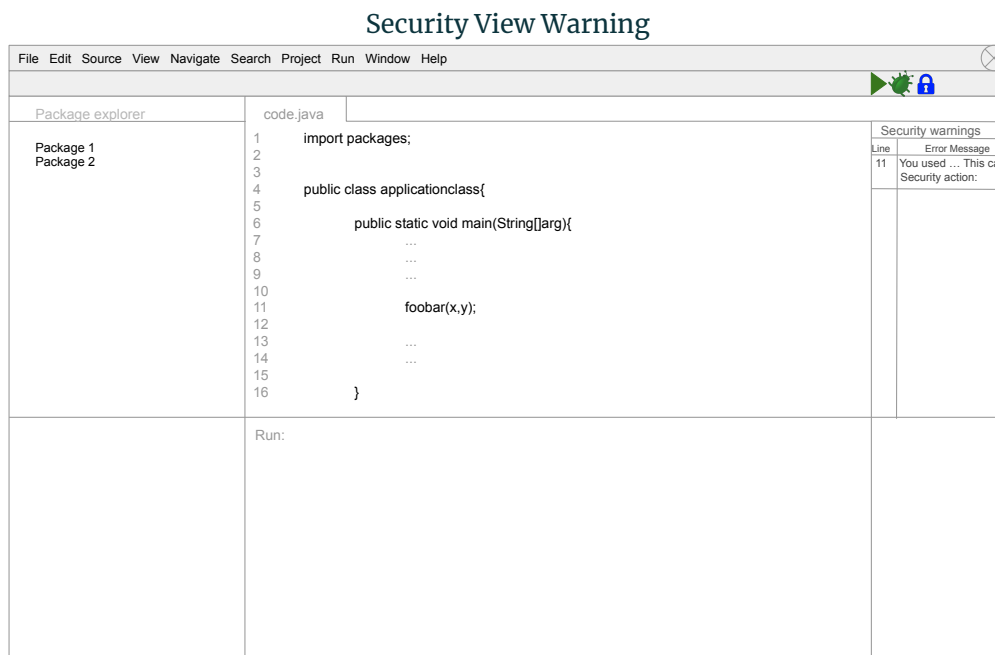 Security View Warning
File Edit Source View Navigate Search Project Run Window Help
Package explorer
Package 1
Package 2
code.java
1 import packages;
2
3
4 public class applicationclass{
5
6 public static void main(String[]arg){
7 ...
8 ...
9 ...
10
11 foobar(x,y);
12
13 ...
14 ...
15
16 }
Security warnings
Line Error Message
11 You used ... This
Security action:
Run: